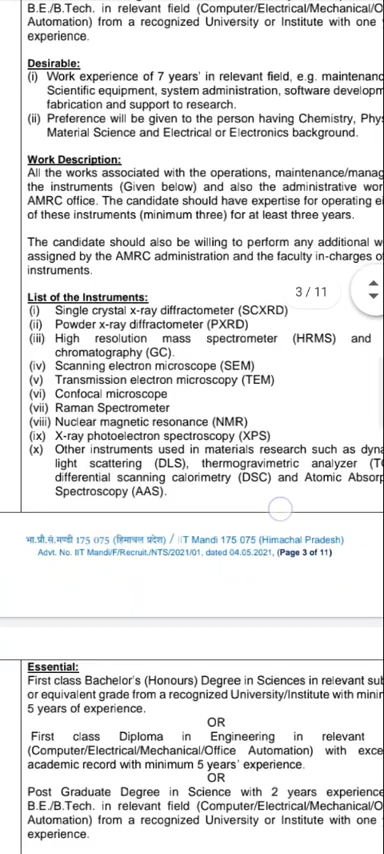 B.E./B.Tech. in relevant field (Computer/Electrical/Mechanical/O
Automation) from a recognized University or Institute with one
experience.
Desirable:
(i) Work experience of 7 years' in relevant field, e.g. maintenanc
Scientific equipment, system administration, software developm
fabrication and support to research.
(ii) Preference will be given to the person having Chemistry, Phys
Material Science and Electrical or Electronics background.
Work Description:
All the works associated with the operations, maintenance/manag
the instruments (Given below) and also the administrative wor
AMRC office. The candidate should have expertise for operating e
of these instruments (minimum three) for at least three years.
The candidate should also be willing to perform any additional w
assigned by the AMRC administration and the faculty in-charges o
instruments.
3 / 11
List of the Instruments:
(i) Single crystal x-ray diffractometer (SCXRD)
(ii) Powder x-ray diffractometer (PXRD)
(iii) High resolution mass spectrometer (HRMS) and
chromatography (GC).
(iv) Scanning electron microscope (SEM)
(v) Transmission electron microscopy (TEM)
(vi) Confocal microscope
(vii) Raman Spectrometer
(viii) Nuclear magnetic resonance (NMR)
(ix) X-ray photoelectron spectroscopy (XPS)
(x) Other instruments used in materials research such as dyna
light scattering (DLS), thermogravimetric analyzer (T
differential scanning calorimetry (DSC) and Atomic Absorp
Spectroscopy (AAS).
भा.प्रौ.सं.मण्डी 175 075 (हिमाचल प्रदेश) / IIT Mandi 175 075 (Himachal Pradesh)
Advt. No. IIT Mandi/F/Recruit./NTS/2021/01, dated 04.05.2021, (Page 3 of 11)
Essential:
First class Bachelor's (Honours) Degree in Sciences in relevant sub
or equivalent grade from a recognized University/Institute with minin
5 years of experience.
OR
First class Diploma in Engineering in relevant
(Computer/Electrical/Mechanical/Office Automation) with exce
academic record with minimum 5 years' experience.
OR
Post Graduate Degree in Science with 2 years experience
B.E./B.Tech. in relevant field (Computer/Electrical/Mechanical/O
Automation) from a recognized University or Institute with one
experience.